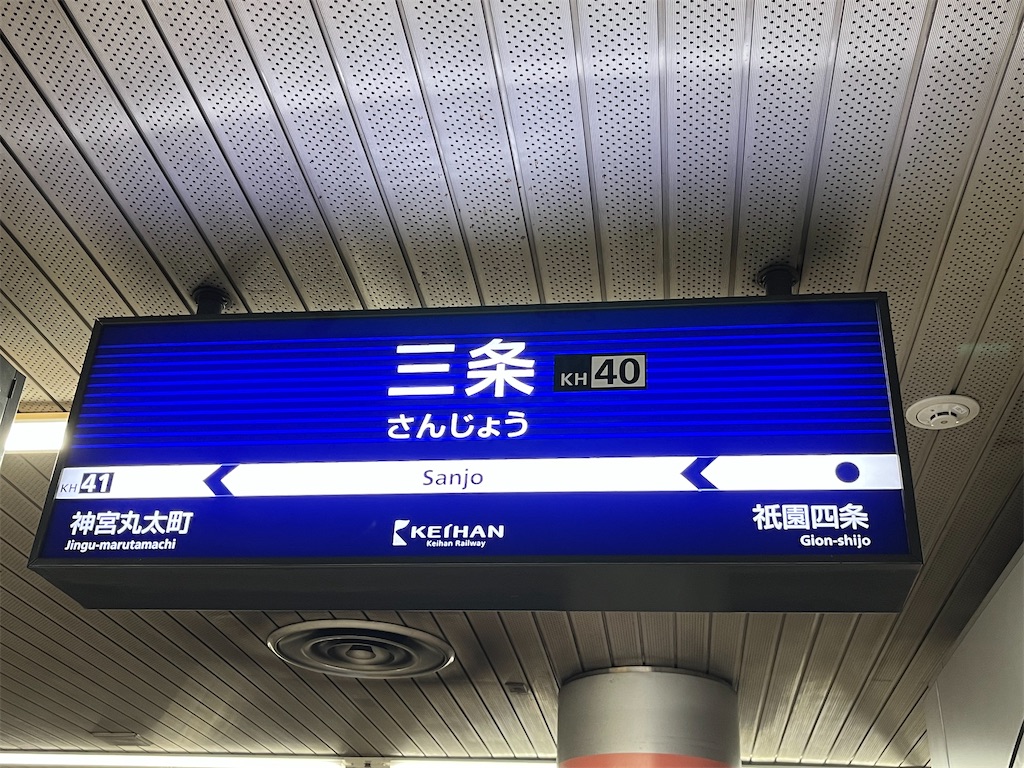 三条 KH 40
さんじょう
KH 41 Sanjo
神宮丸太町
Jingu-marutamachi
KEIHAN
Keihan Railway
祇園四条
Gion-shijo